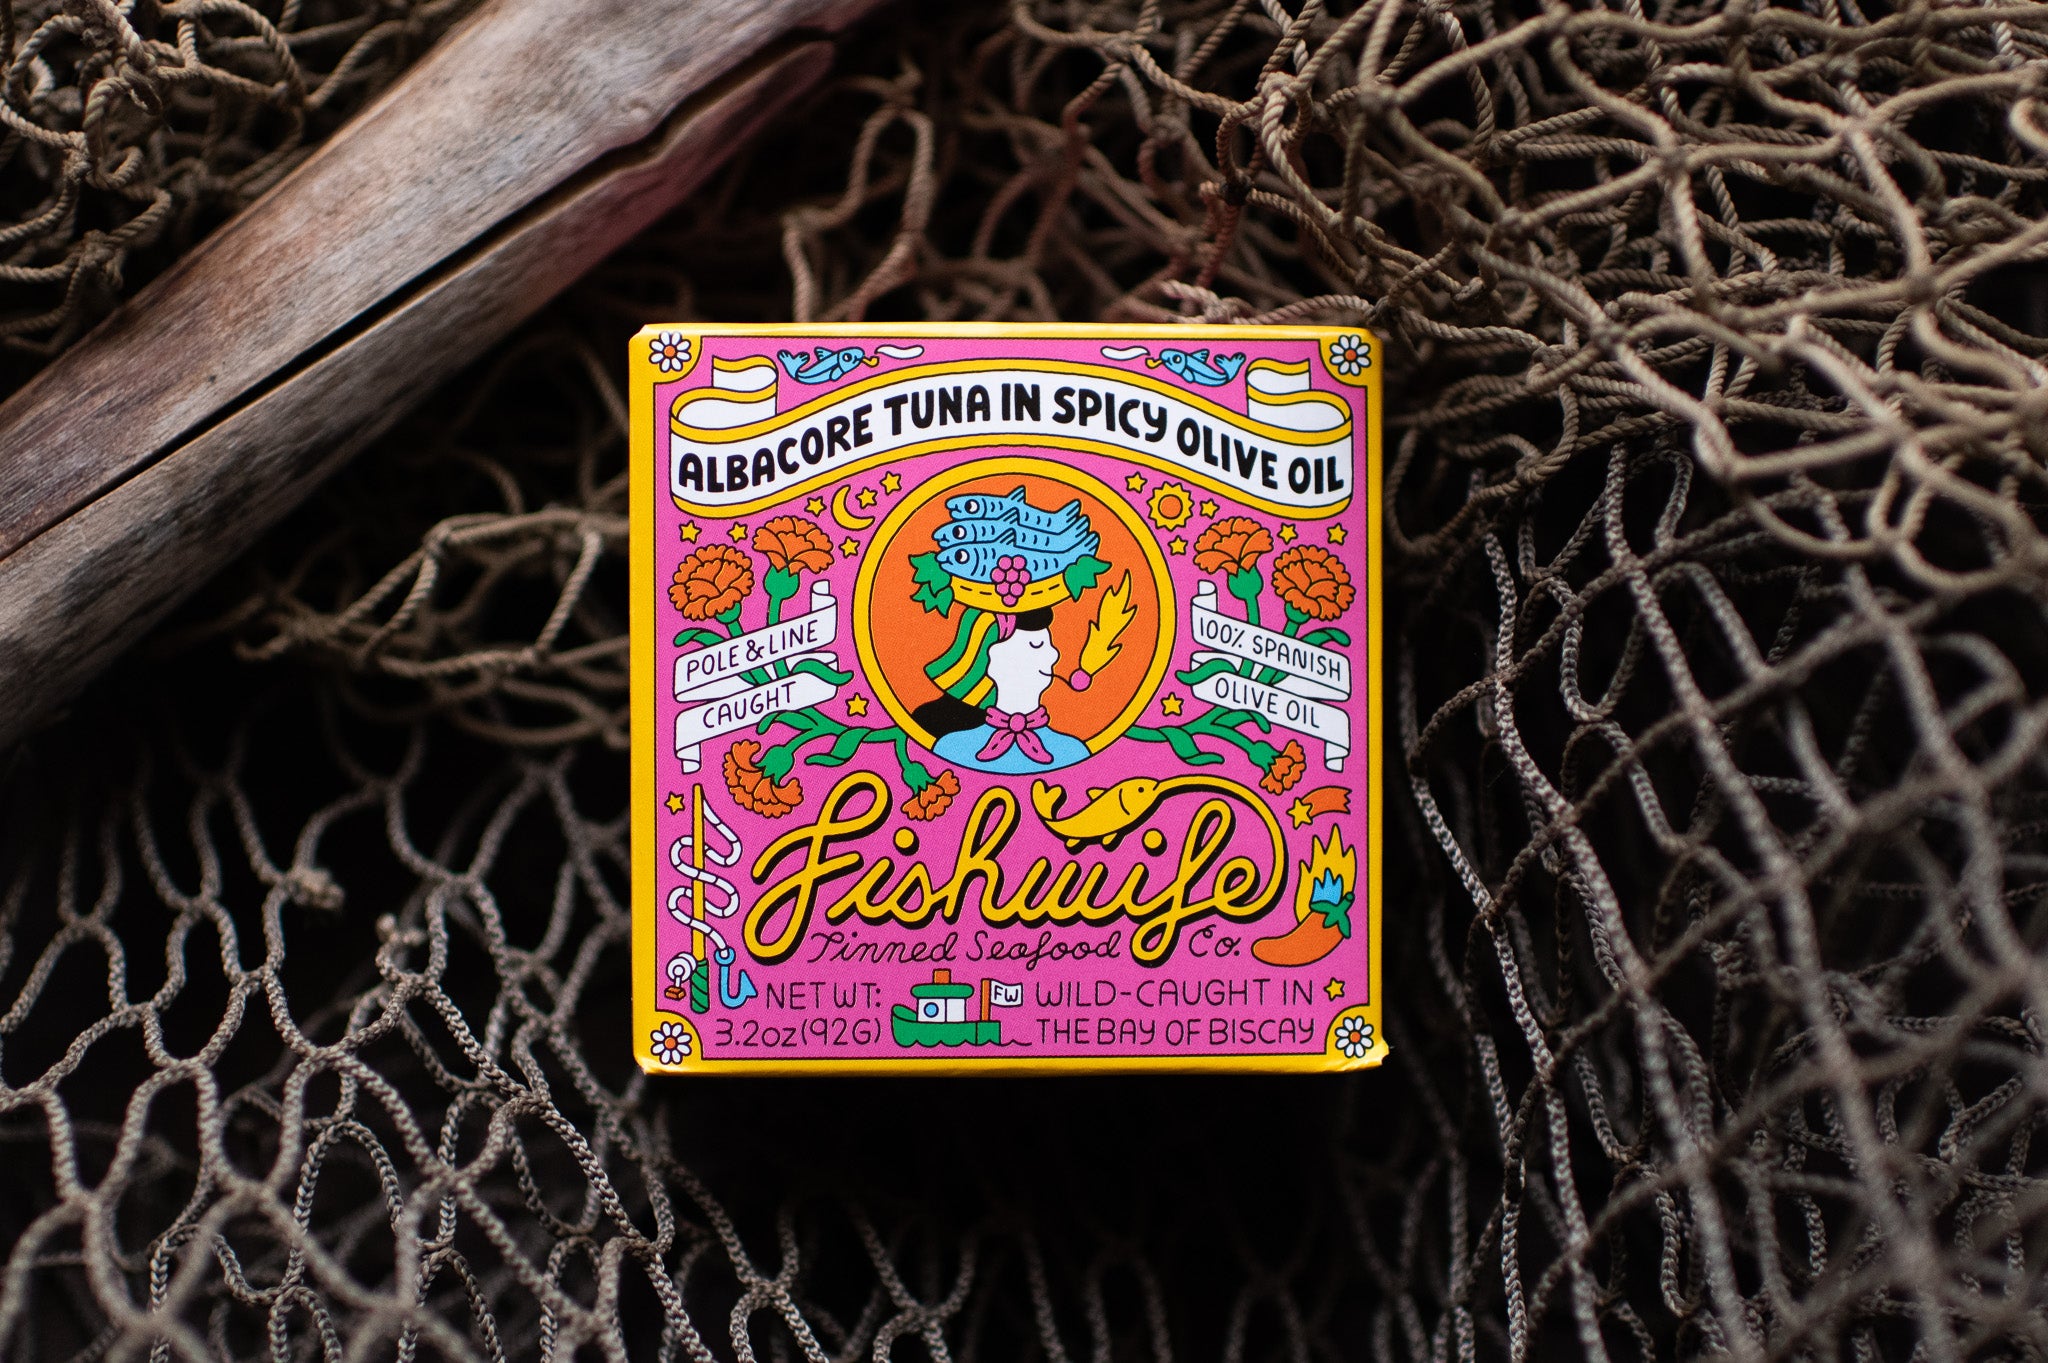 ALBACORE TUNA IN SPICY OLIVE OIL
POLE & LINE
CAUGHT
100% SPANISH
OLIVE OIL
Fishwife
Tinned Seafood Co.
NET WT:
3.2oz(92G)
FW
WILD-CAUGHT IN
THE BAY OF BISCAY